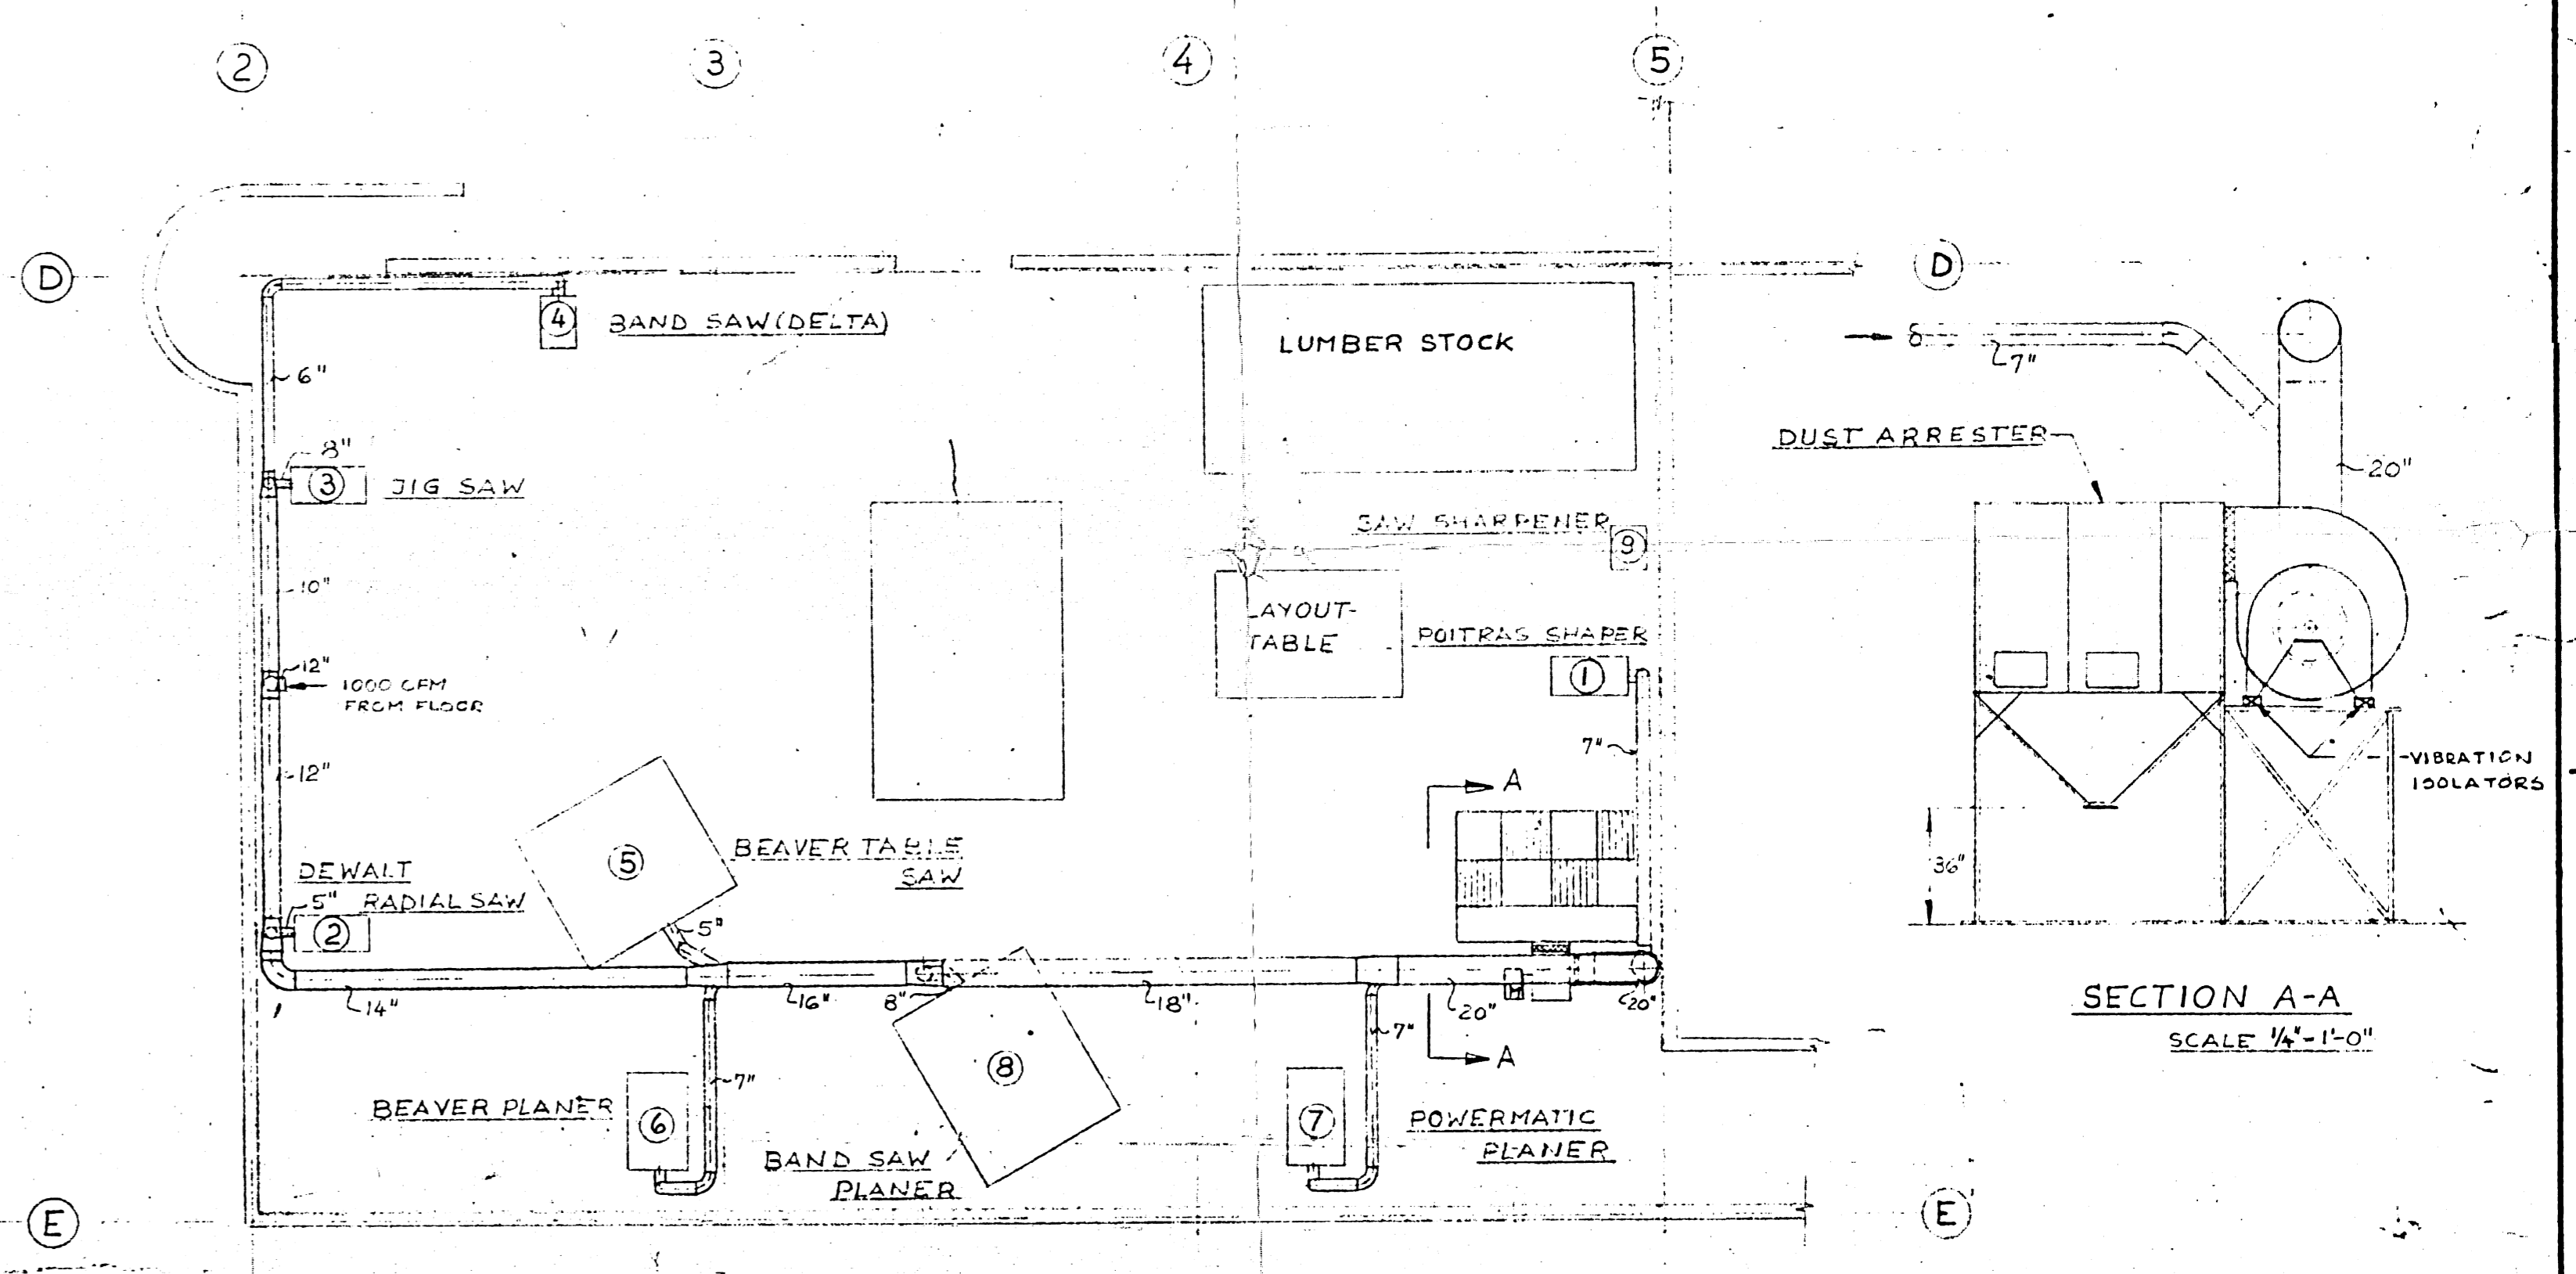 2
3
4
5
D
D
4
BAND SAW (DELTA)
LUMBER STOCK
7"
6"
DUST ARRESTER
20"
8"
3
JIG SAW
SAW SHARPENER
9
10"
LAYOUT-
TABLE
POITRAS SHAPER
1
12"
1000 CFM
FROM FLOOR
7"
VIBRATION
ISOLATORS
12"
A
BEAVER TABLE
SAW
5
36"
DEWALT
RADIAL SAW
5"
2
5"
14"
16"
8"
18"
20"
20"
SECTION A-A
SCALE 1/4"-1'-0"
7"
A
8
7"
BEAVER PLANER
6
7
POWERMATIC
PLANER
BAND SAW
PLANER
E
E